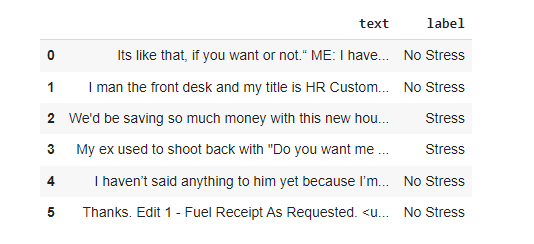 text label
0 Its like that, if you want or not.“ ME: I have... No Stress
1 I man the front desk and my title is HR Custom... No Stress
2 We'd be saving so much money with this new hou... Stress
3 My ex used to shoot back with "Do you want me ... Stress
4 I haven’t said anything to him yet because I’m... No Stress
5 Thanks. Edit 1 - Fuel Receipt As Requested. <u... No Stress